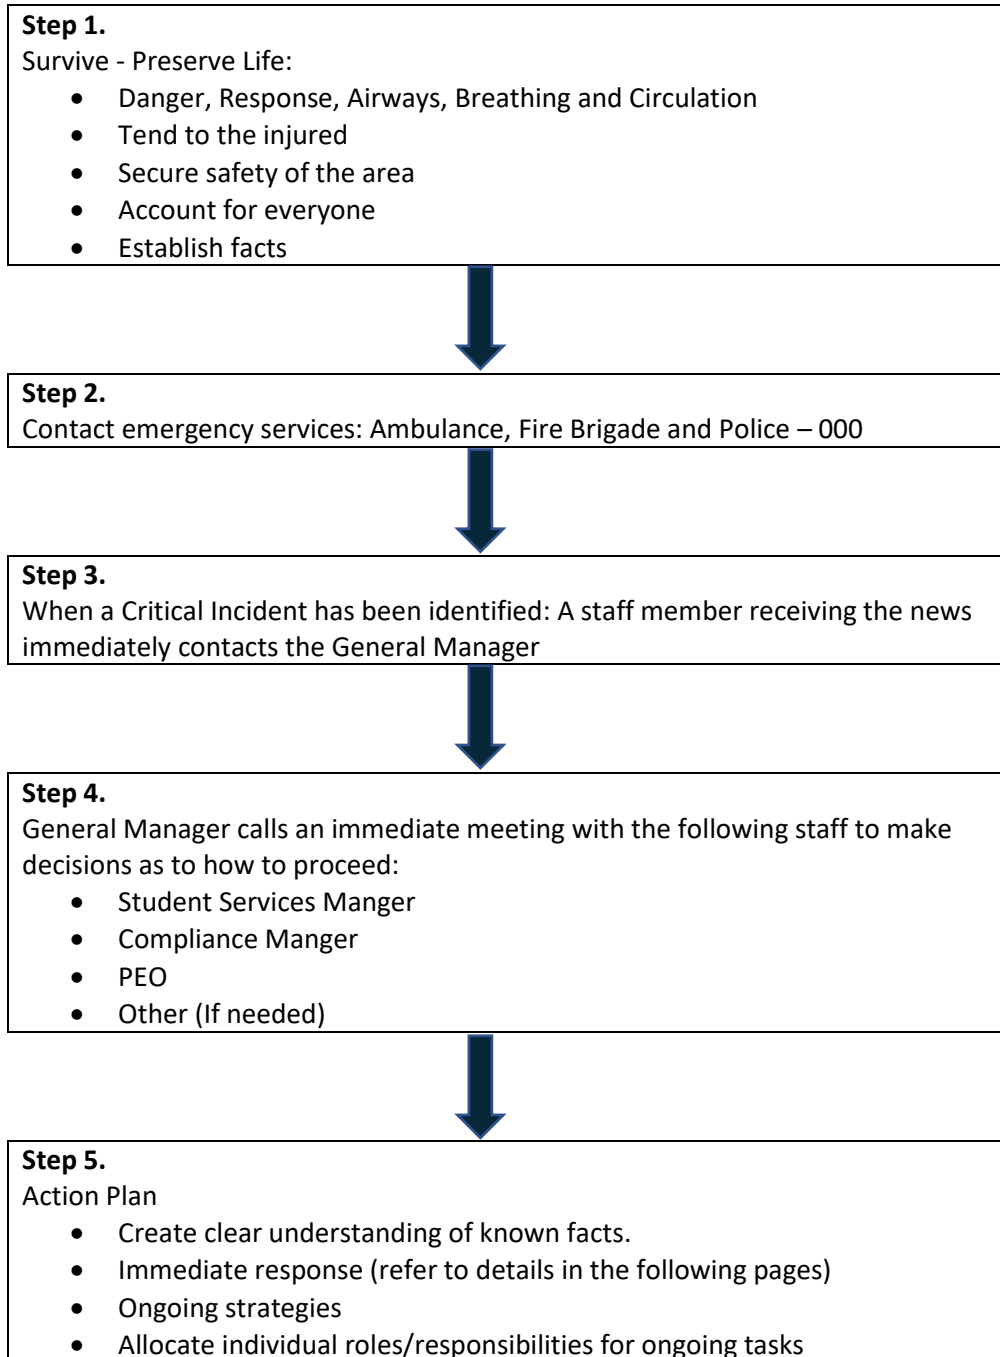 Step 1.
Survive - Preserve Life:
• Danger, Response, Airways, Breathing and Circulation
• Tend to the injured
• Secure safety of the area
• Account for everyone
• Establish facts
Step 2.
Contact emergency services: Ambulance, Fire Brigade and Police – 000
Step 3.
When a Critical Incident has been identified: A staff member receiving the news
immediately contacts the General Manager
Step 4.
General Manager calls an immediate meeting with the following staff to make
decisions as to how to proceed:
• Student Services Manger
• Compliance Manger
• PEO
• Other (If needed)
Step 5.
Action Plan
• Create clear understanding of known facts.
• Immediate response (refer to details in the following pages)
• Ongoing strategies
• Allocate individual roles/responsibilities for ongoing tasks